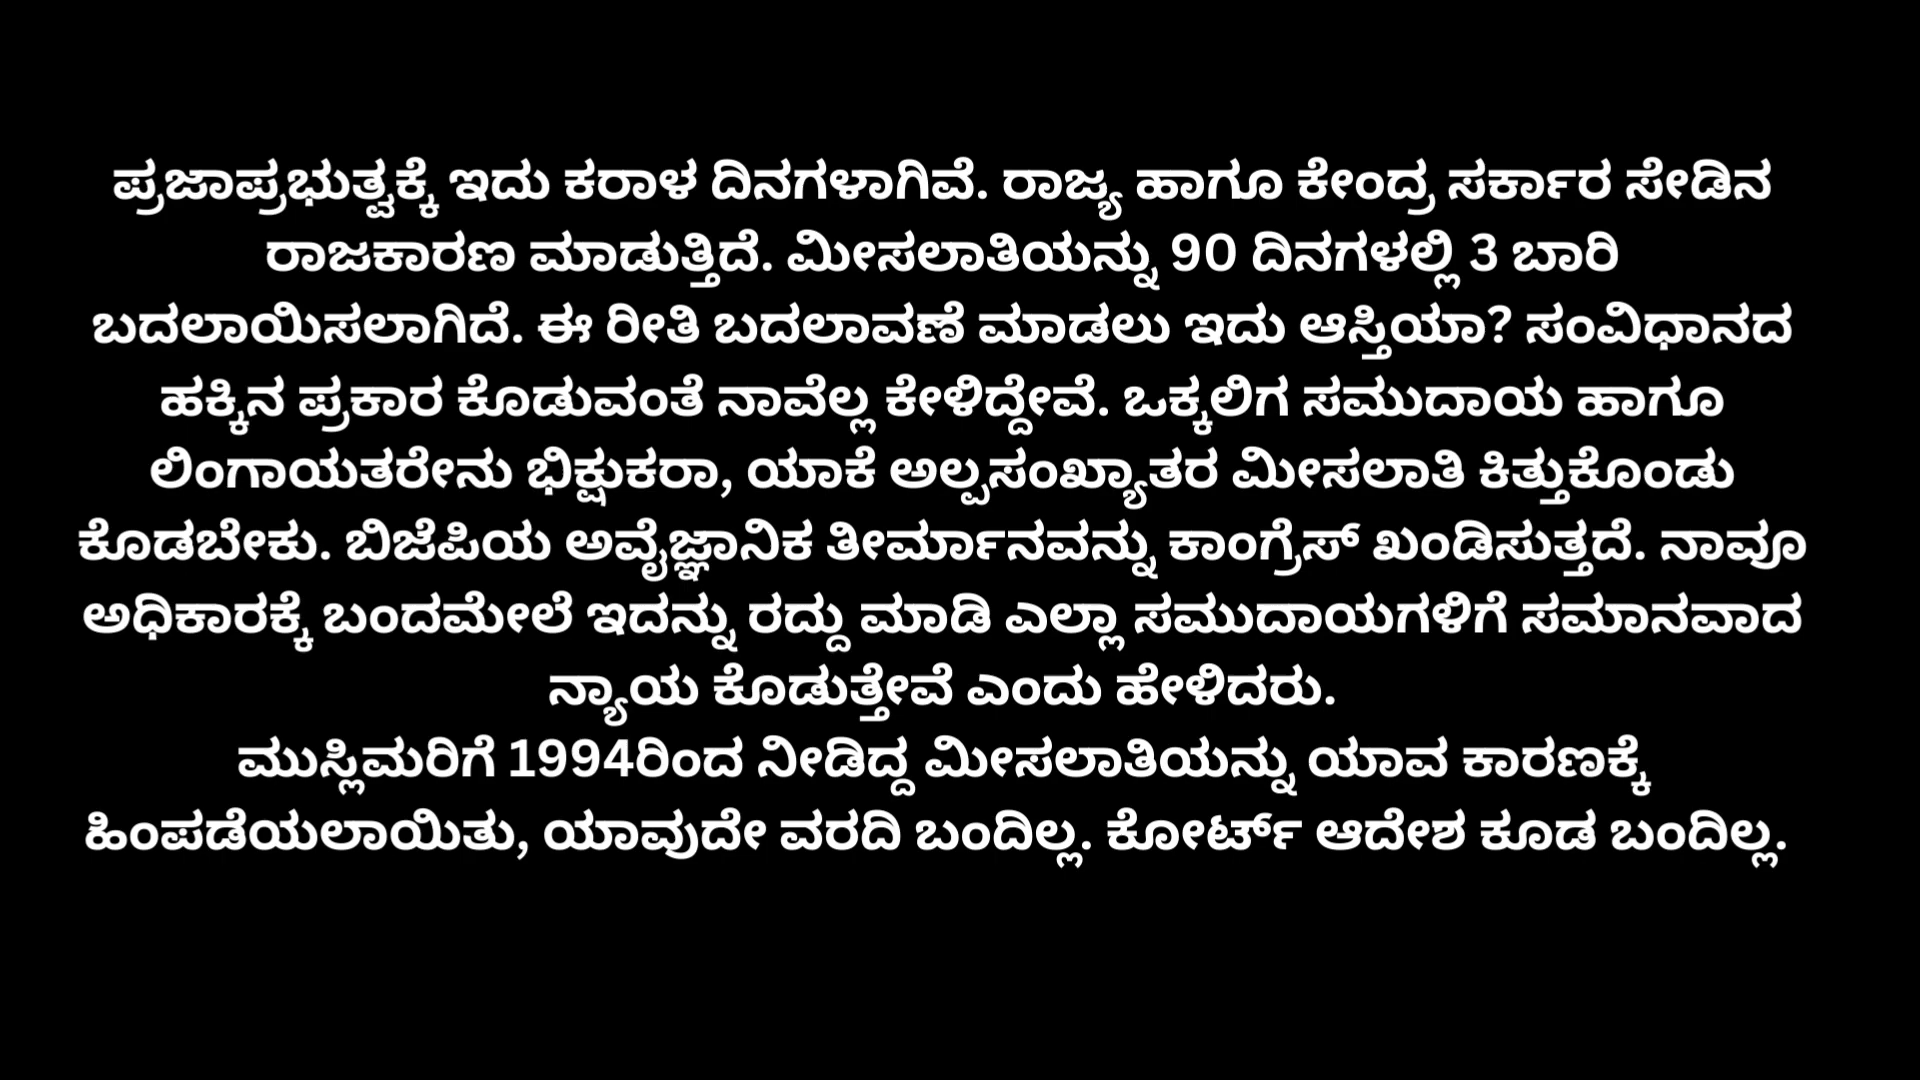 ಪ್ರಜಾಪ್ರಭುತ್ವಕ್ಕೆ ಇದು ಕರಾಳ ದಿನಗಳಾಗಿವೆ. ರಾಜ್ಯ ಹಾಗೂ ಕೇಂದ್ರ ಸರ್ಕಾರ ಸೇಡಿನ
ರಾಜಕಾರಣ ಮಾಡುತ್ತಿದೆ. ಮೀಸಲಾತಿಯನ್ನು 90 ದಿನಗಳಲ್ಲಿ 3 ಬಾರಿ
ಬದಲಾಯಿಸಲಾಗಿದೆ. ಈ ರೀತಿ ಬದಲಾವಣೆ ಮಾಡಲು ಇದು ಆಸ್ತಿಯಾ? ಸಂವಿಧಾನದ
ಹಕ್ಕಿನ ಪ್ರಕಾರ ಕೊಡುವಂತೆ ನಾವೆಲ್ಲ ಕೇಳಿದ್ದೇವೆ. ಒಕ್ಕಲಿಗ ಸಮುದಾಯ ಹಾಗೂ
ಲಿಂಗಾಯತರೇನು ಭಿಕ್ಷುಕರಾ, ಯಾಕೆ ಅಲ್ಪಸಂಖ್ಯಾತರ ಮೀಸಲಾತಿ ಕಿತ್ತುಕೊಂಡು
ಕೊಡಬೇಕು. ಬಿಜೆಪಿಯ ಅವೈಜ್ಞಾನಿಕ ತೀರ್ಮಾನವನ್ನು ಕಾಂಗ್ರೆಸ್ ಖಂಡಿಸುತ್ತದೆ. ನಾವೂ
ಅಧಿಕಾರಕ್ಕೆ ಬಂದಮೇಲೆ ಇದನ್ನು ರದ್ದು ಮಾಡಿ ಎಲ್ಲಾ ಸಮುದಾಯಗಳಿಗೆ ಸಮಾನವಾದ
ನ್ಯಾಯ ಕೊಡುತ್ತೇವೆ ಎಂದು ಹೇಳಿದರು.
ಮುಸ್ಲಿಮರಿಗೆ 1994ರಿಂದ ನೀಡಿದ್ದ ಮೀಸಲಾತಿಯನ್ನು ಯಾವ ಕಾರಣಕ್ಕೆ
ಹಿಂಪಡೆಯಲಾಯಿತು, ಯಾವುದೇ ವರದಿ ಬಂದಿಲ್ಲ. ಕೋರ್ಟ್ ಆದೇಶ ಕೂಡ ಬಂದಿಲ್ಲ.